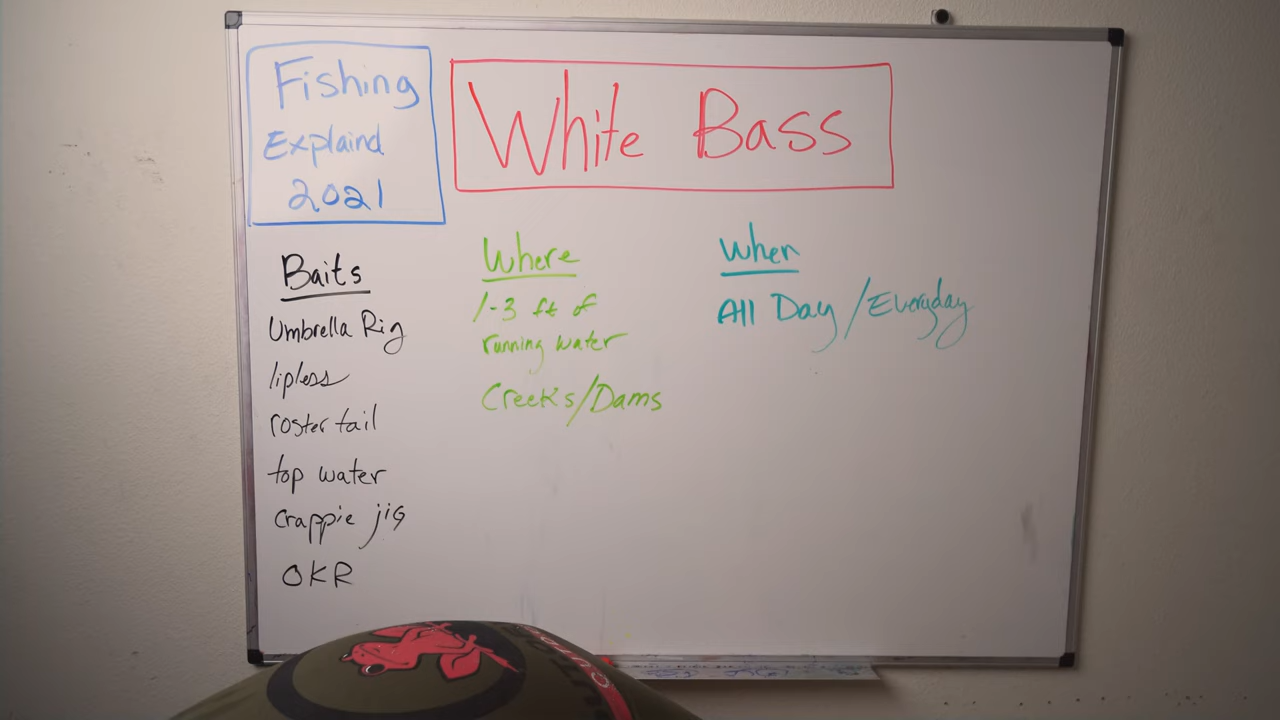 Fishing
Explaind
2021
White Bass
Baits
Umbrella Rig
lipless
roster tail
top water
Crappie jig
OKR
Where
1-3 ft of
running water
Creeks/Dams
When
All Day / Everyday